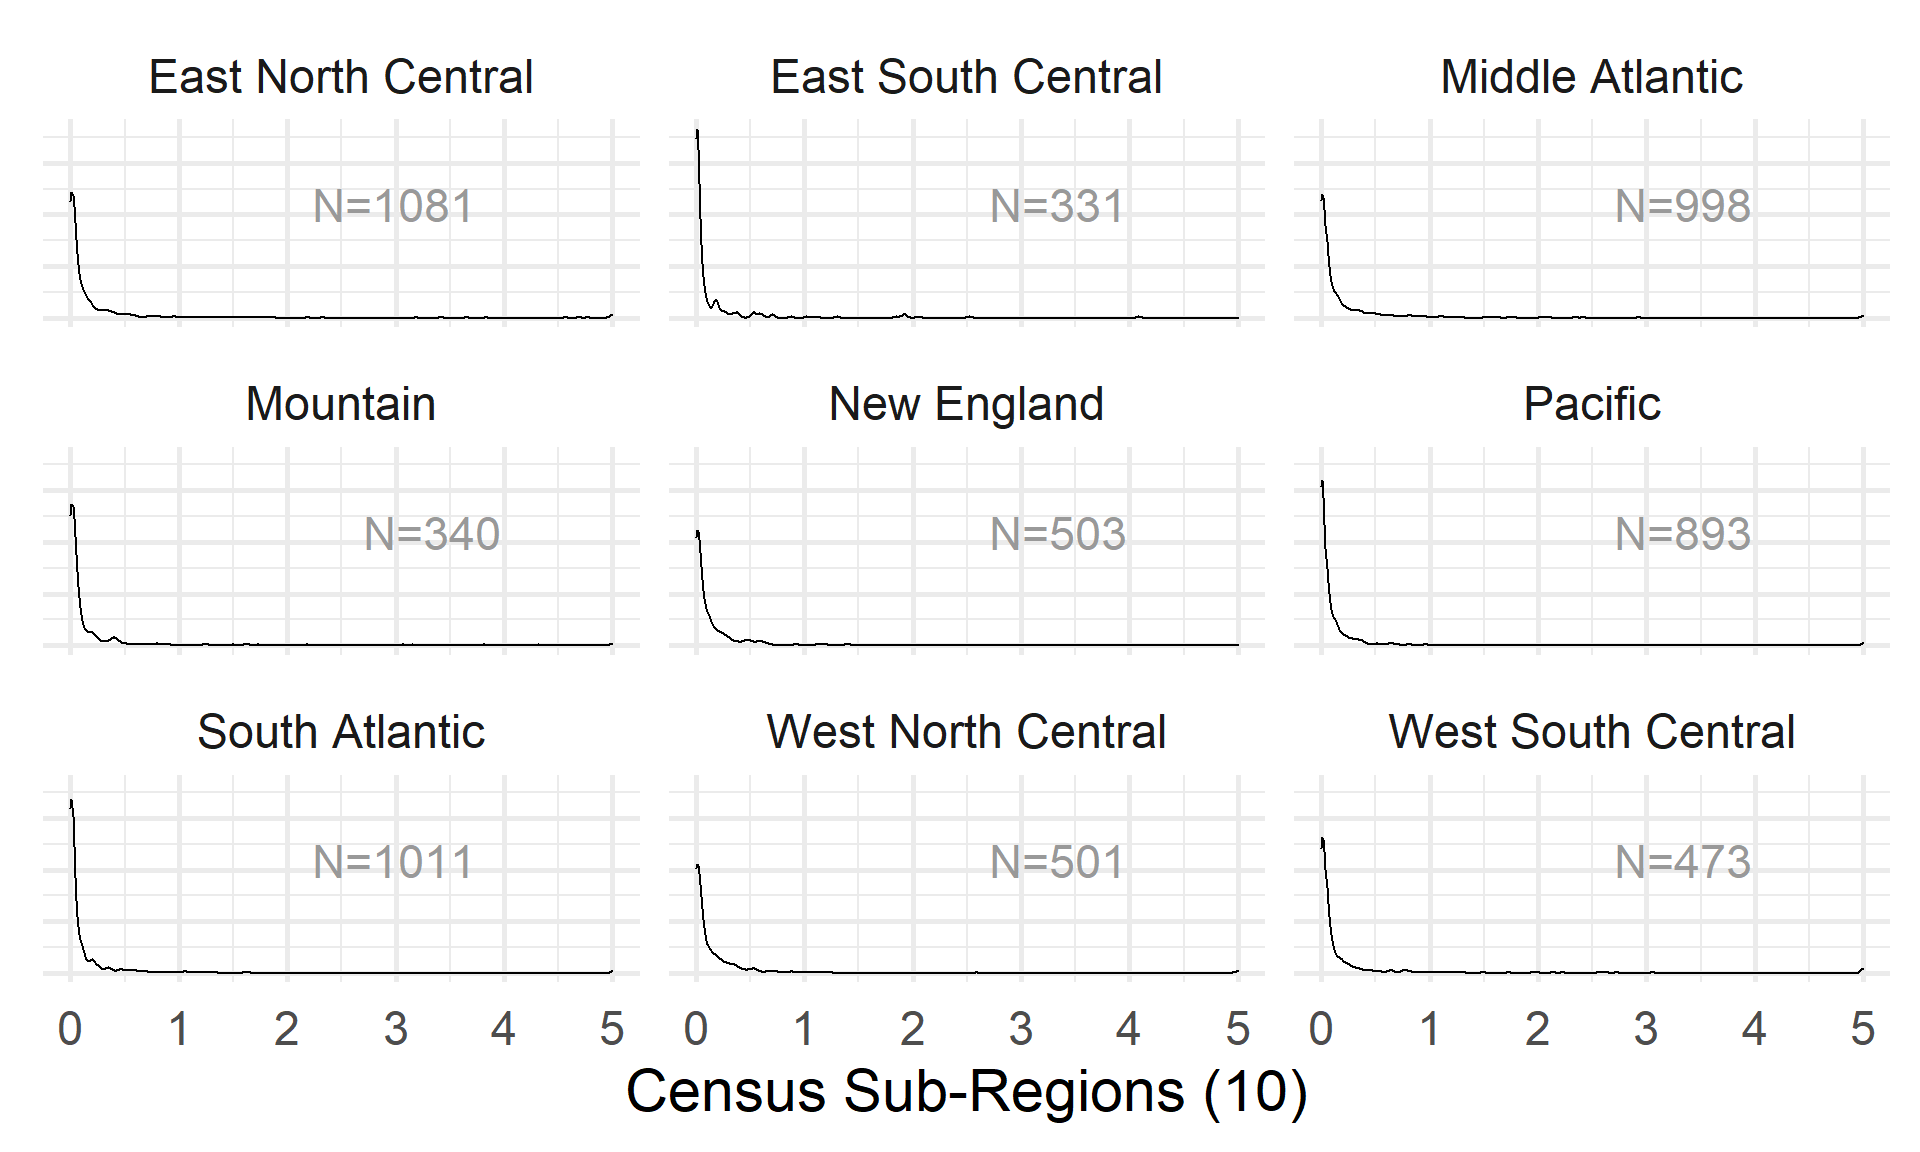 East North Central East South Central Middle Atlantic
N=1081 N=331 N=998
Mountain New England Pacific
N=340 N=503 N=893
South Atlantic West North Central West South Central
N=1011 N=501 N=473
0 1 2 3 4 5 0 1 2 3 4 5 0 1 2 3 4 5
Census Sub-Regions (10)